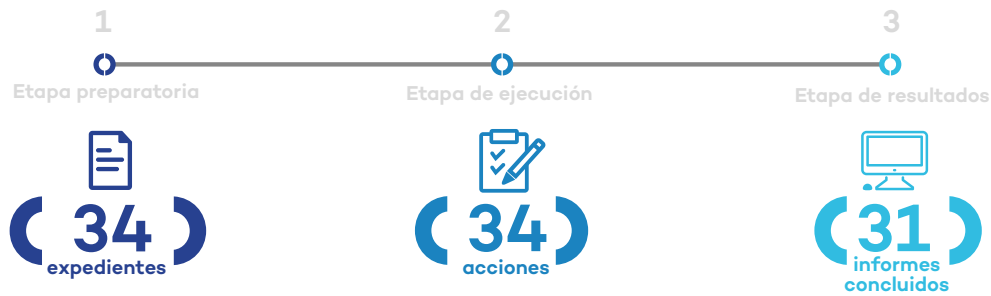 1
2
3
Etapa preparatoria
Etapa de ejecución
Etapa de resultados
34
expedientes
34
acciones
31
informes
concluidos